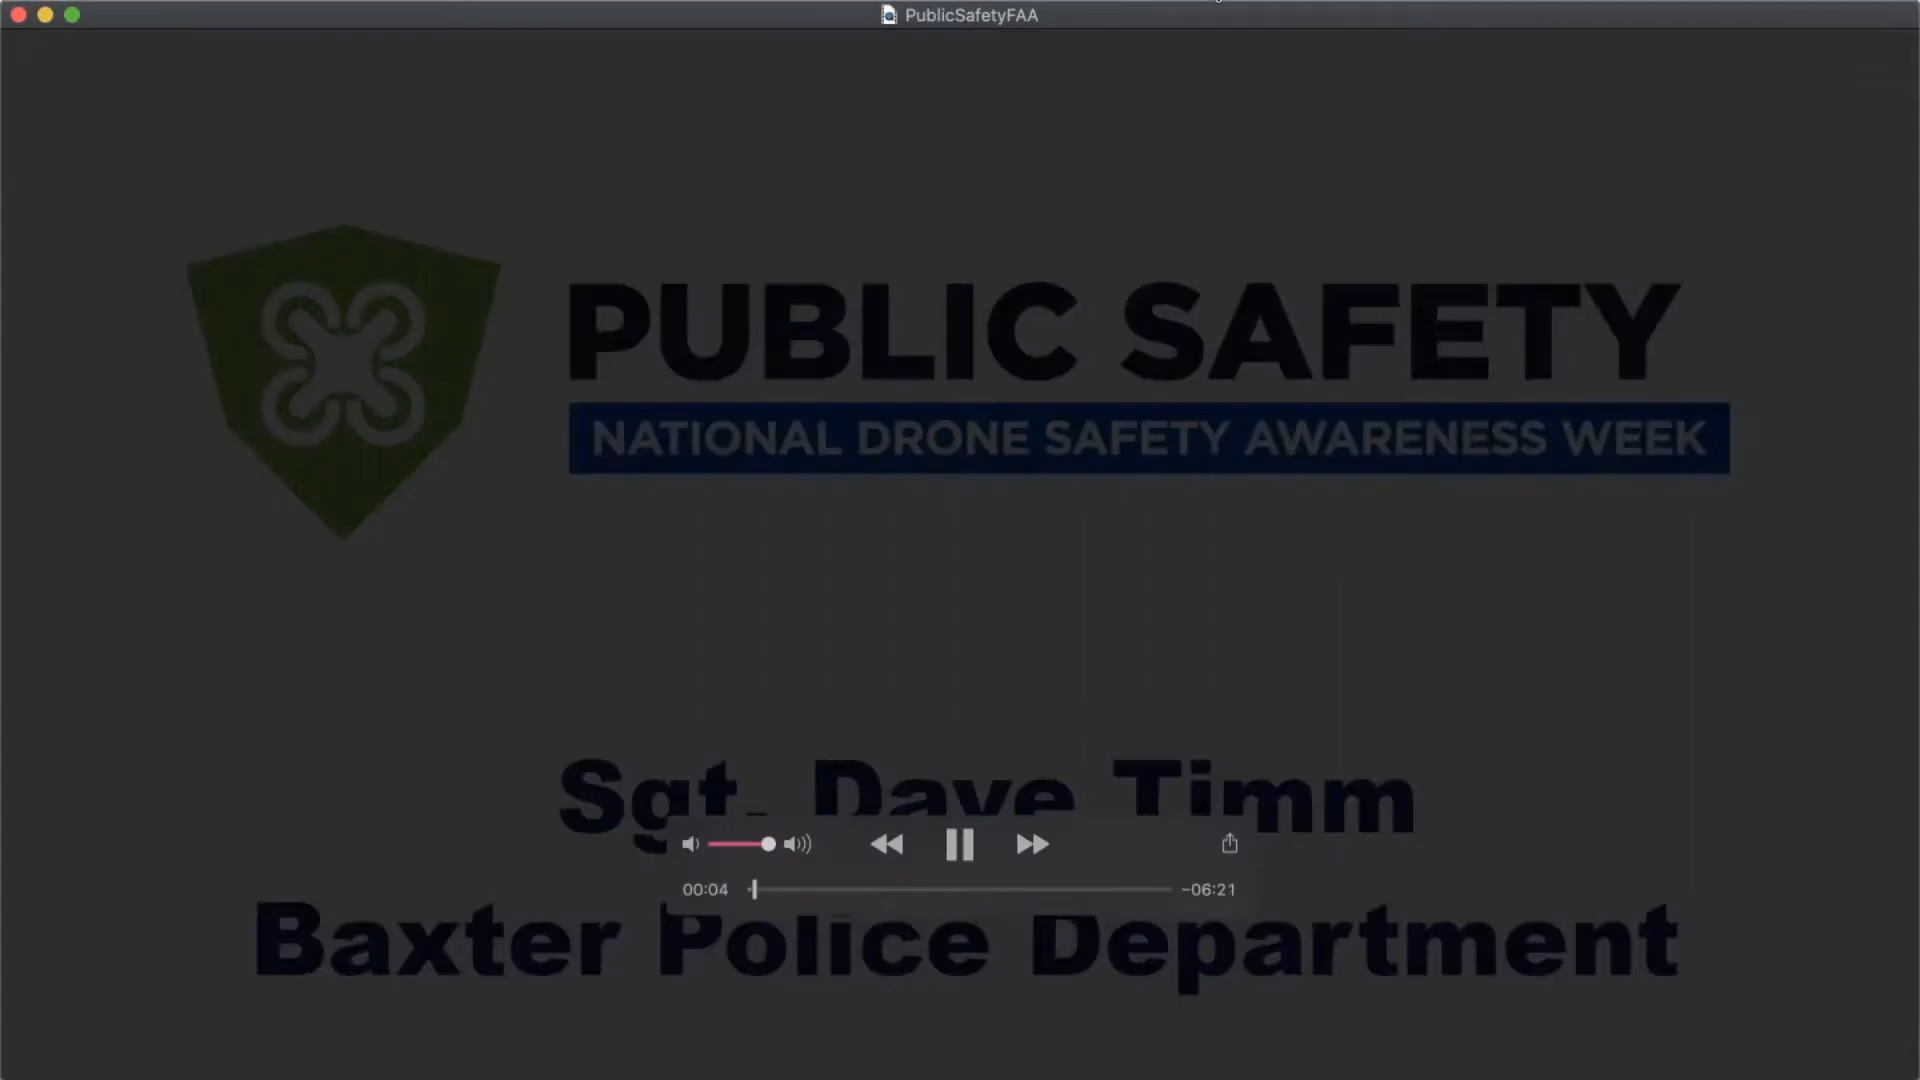 PublicSafetyFAA
PUBLIC SAFETY
NATIONAL DRONE SAFETY AWARENESS WEEK
Sgt. Dave Timm
00:04
-06:21
Baxter Police Department